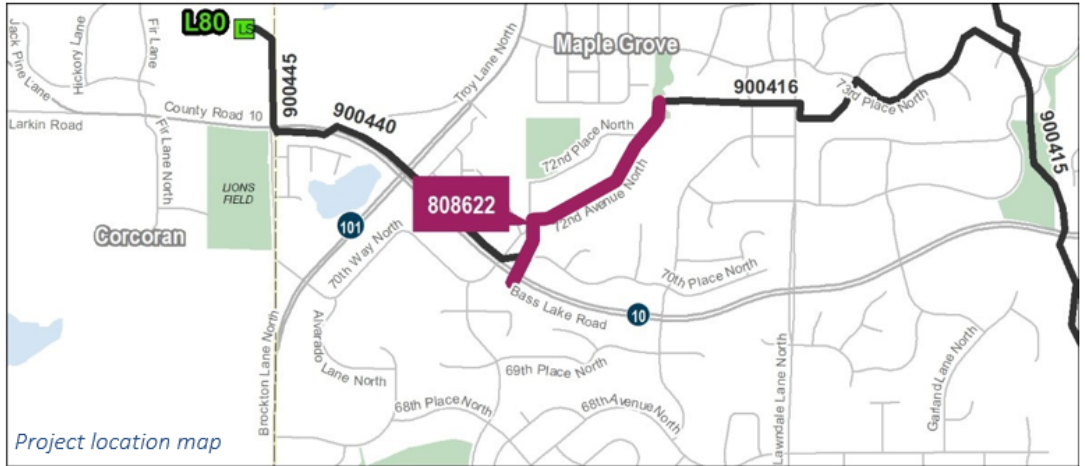 L80
LS
Jack Pine Lane
Hickory Lane
Fir Lane
900445
Troy Lane North
Maple Grove
900416
73rd Place North
County Road 10
900440
Larkin Road
Fir Lane North
72nd Place North
900415
LIONS
FIELD
808622
72nd Avenue North
101
Corcoran
70th Way North
70th Place North
Bass Lake Road
10
Brockton Lane North
Alvarado Lane North
69th Place North
68th Place North
68th Avenue North
Lawndale Lane North
Garland Lane North
Project location map